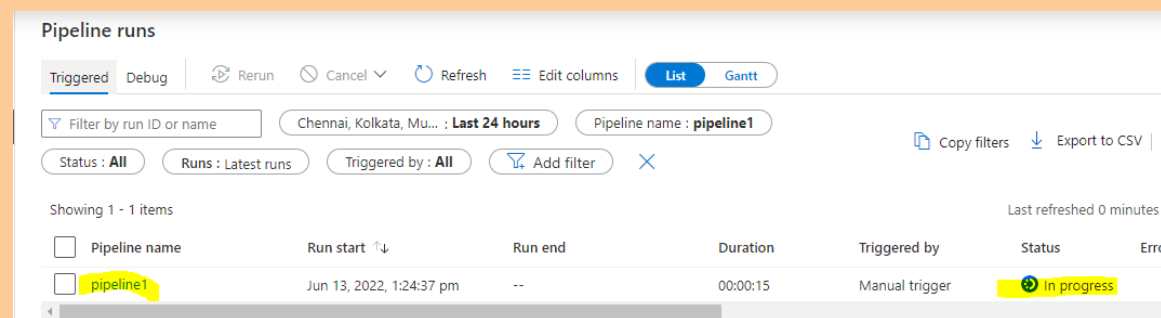 Pipeline runs
Triggered Debug Rerun Cancel Refresh Edit columns List Gantt
Filter by run ID or name Chennai, Kolkata, Mu... : Last 24 hours Pipeline name : pipeline1
Copy filters Export to CSV
Status : All Runs : Latest runs Triggered by : All Add filter
Showing 1 - 1 items Last refreshed 0 minutes
Pipeline name Run start Run end Duration Triggered by Status Erro
pipeline1 Jun 13, 2022, 1:24:37 pm -- 00:00:15 Manual trigger In progress